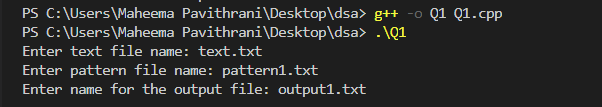 PS C:\Users\Maheema Pavithrani\Desktop\dsa> g++ -o Q1 Q1.cpp
PS C:\Users\Maheema Pavithrani\Desktop\dsa> .\Q1
Enter text file name: text.txt
Enter pattern file name: pattern1.txt
Enter name for the output file: output1.txt